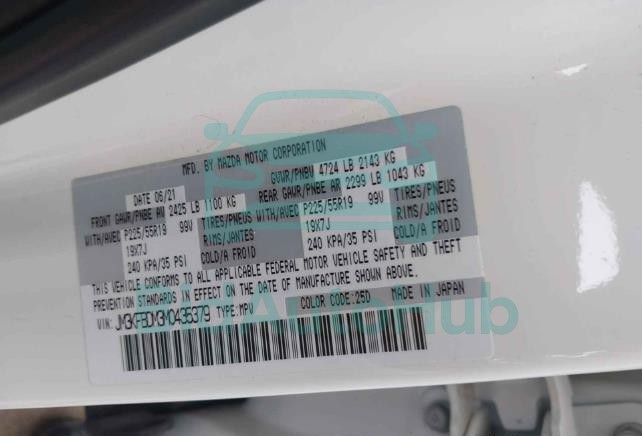 MFD. BY MAZDA MOTOR CORPORATION
DATE 06/21 GVWR/PNBV 4724 LB 2143 KG
FRONT GAWR/PNBE AV 2425 LB 1100 KG REAR GAWR/PNBE AR 2299 LB 1043 KG
WITH/AVEC P225/55R19 99V TIRES/PNEUS WITH/AVEC P225/55R19 99V TIRES/PNEUS
19X7J RIMS/JANTES 19X7J RIMS/JANTES
240 KPA/35 PSI COLD/A FROID 240 KPA/35 PSI COLD/A FROID
THIS VEHICLE CONFORMS TO ALL APPLICABLE FEDERAL MOTOR VEHICLE SAFETY AND THEFT
PREVENTION STANDARDS IN EFFECT ON THE DATE OF MANUFACTURE SHOWN ABOVE.
VIN: JM3KFBDM3M0435379 TYPE:MPV COLOR CODE:25D MADE IN JAPAN